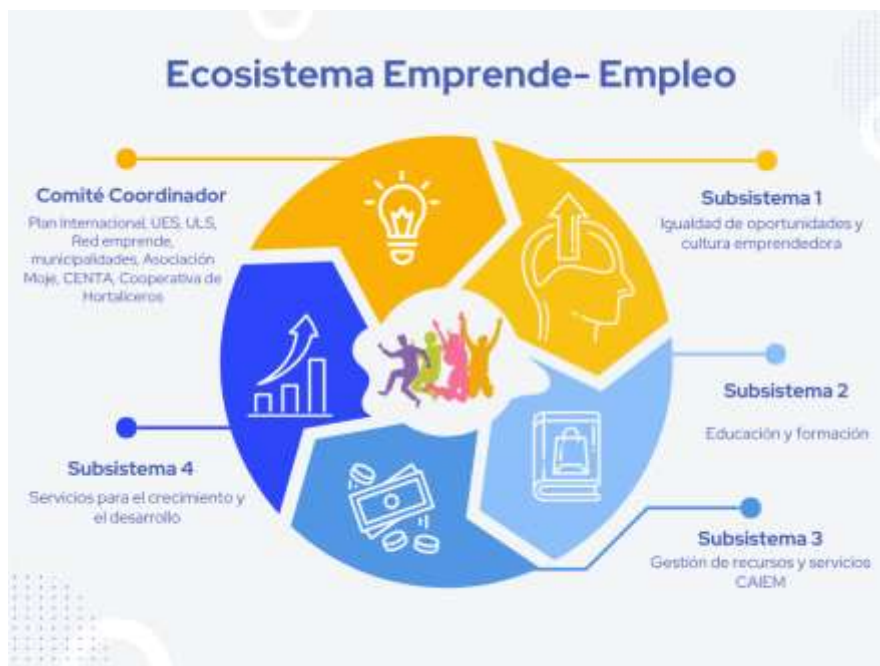 Ecosistema Emprende- Empleo
Comité Coordinador
Plan Internacional, UES, ULS,
Red emprende,
municipalidades, Asociación
Moje, CENTA, Cooperativa de
Hortaliceros
Subsistema 1
Igualdad de oportunidades y
cultura emprendedora
Subsistema 2
Educación y formación
Subsistema 3
Gestión de recursos y servicios
CAIEM
Subsistema 4
Servicios para el crecimiento y
el desarrollo